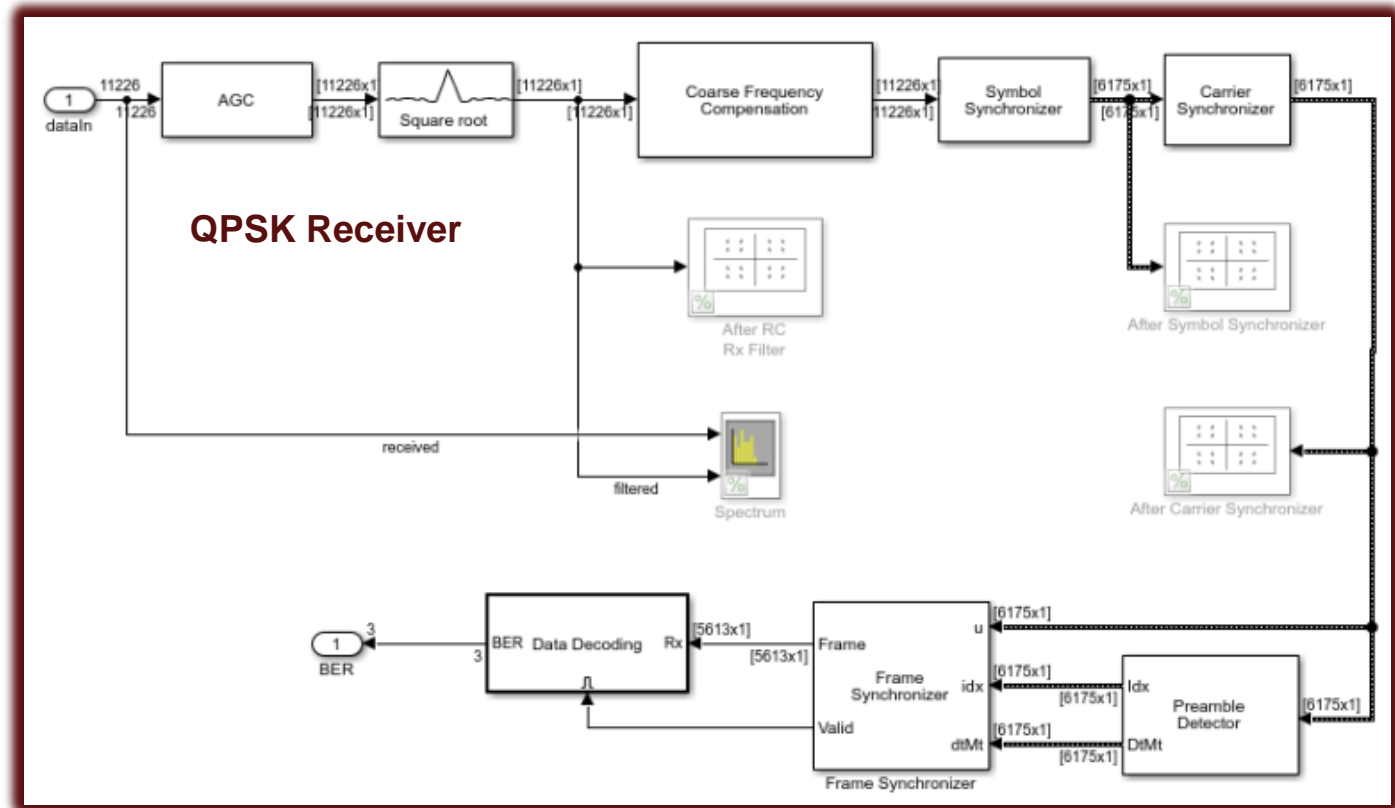 11226
1
dataIn
11226
AGC
[11226x1]
[11226x1]
Square root
[11226x1]
[11226x1]
Coarse Frequency
Compensation
[11226x1]
11226x1]
Symbol
Synchronizer
[6175x1]
[6175x1]
Carrier
Synchronizer
[6175x1]
QPSK Receiver
%
After RC
Rx Filter
%
After Symbol Synchronizer
received
filtered
%
Spectrum
%
After Carrier Synchronizer
1
BER
3
3
BER
Data Decoding
Rx
[5613x1]
[5613x1]
Frame
Valid
Frame
Synchronizer
u
idx
dtMt
Frame Synchronizer
[6175x1]
[6175x1]
[6175x1]
[6175x1]
[6175x1]
Idx
DtMt
Preamble
Detector
[6175x1]